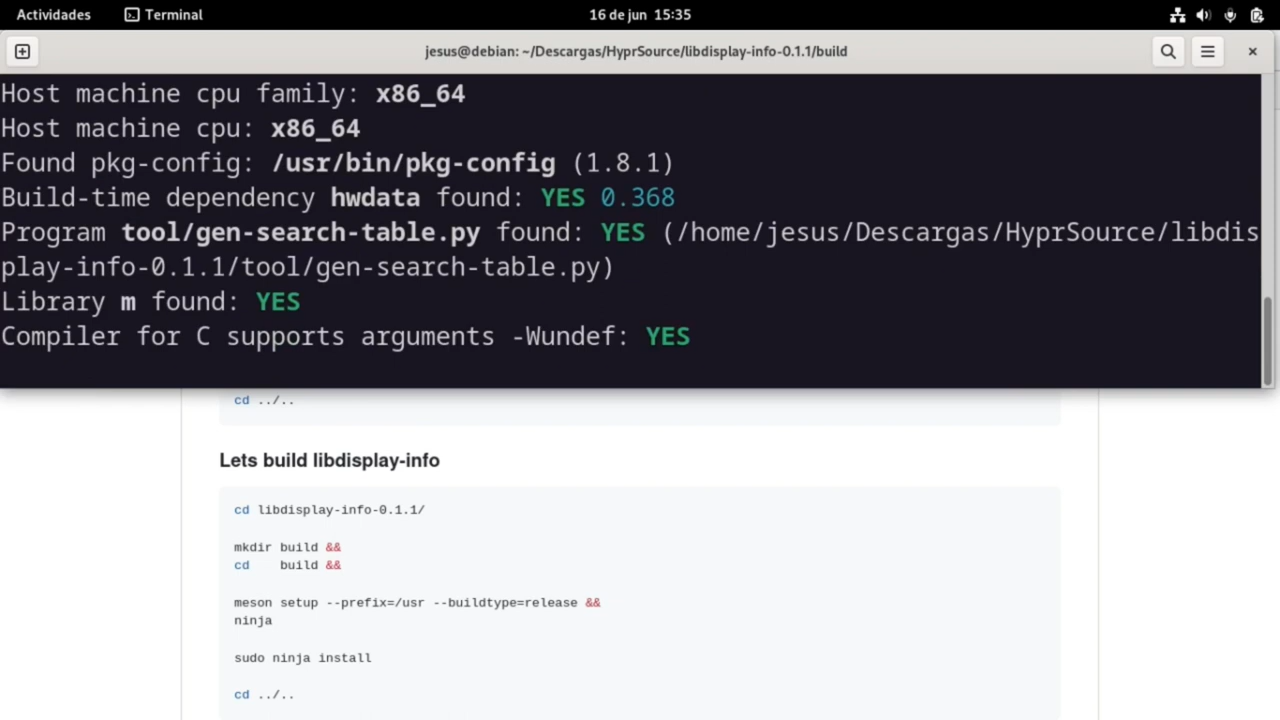 Actividades Terminal 16 de jun 15:35
jesus@debian: ~/Descargas/HyprSource/libdisplay-info-0.1.1/build
Host machine cpu family: x86_64
Host machine cpu: x86_64
Found pkg-config: /usr/bin/pkg-config (1.8.1)
Build-time dependency hwdata found: YES 0.368
Program tool/gen-search-table.py found: YES (/home/jesus/Descargas/HyprSource/libdis
play-info-0.1.1/tool/gen-search-table.py)
Library m found: YES
Compiler for C supports arguments -Wundef: YES
cd ../..
Lets build libdisplay-info
cd libdisplay-info-0.1.1/
mkdir build &&
cd    build &&
meson setup --prefix=/usr --buildtype=release &&
ninja
sudo ninja install
cd ../..